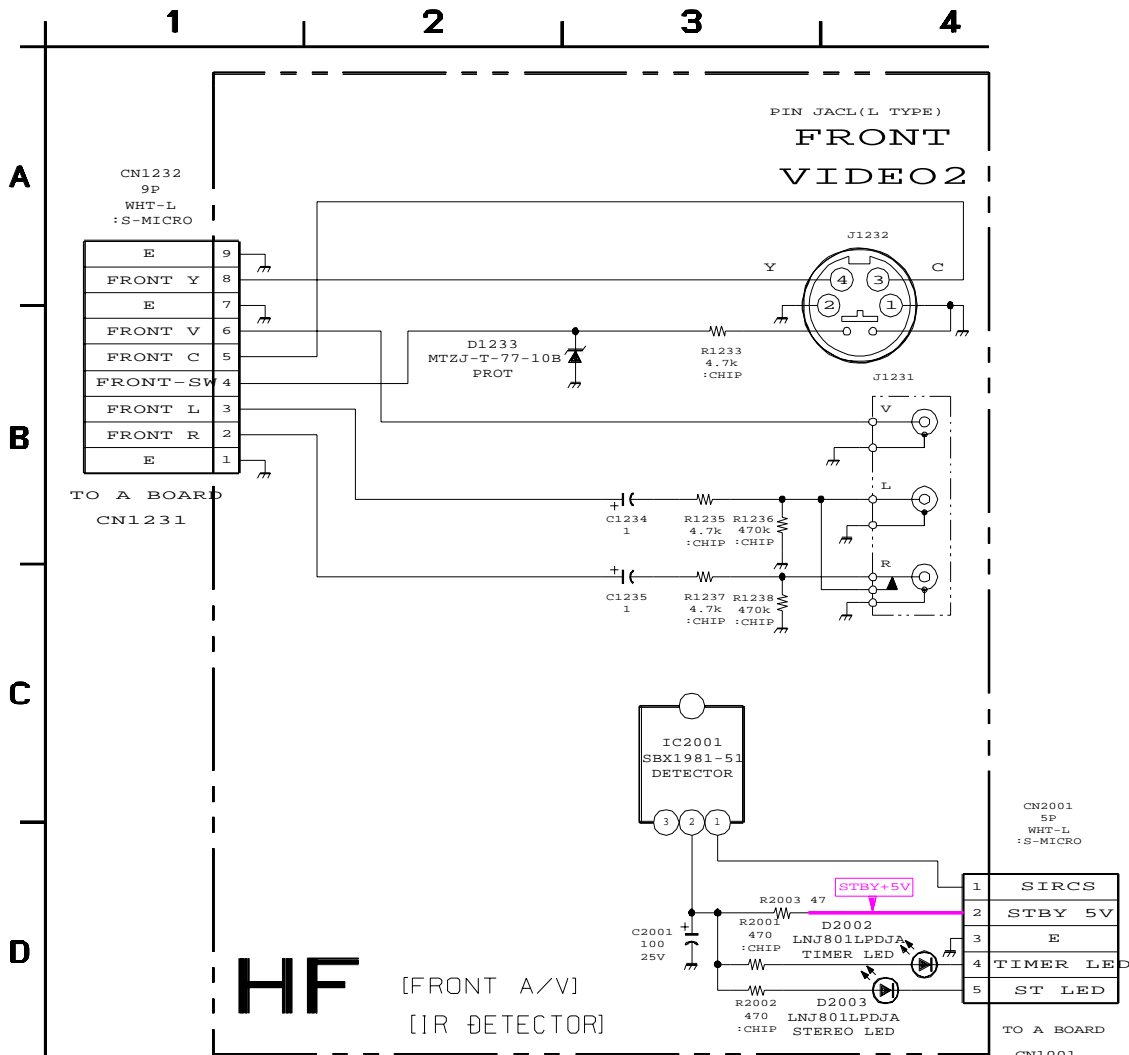 1 2 3 4
PIN JACL(L TYPE)
FRONT
VIDEO2
A
CN1232
9P
WHT-L
:S-MICRO
J1232
E 9
Y C
FRONT Y 8
4 3
E 7
2 1
FRONT V 6
FRONT C 5
FRONT-SW 4
FRONT L 3
FRONT R 2
E 1
D1233
MTZJ-T-77-10B
PROT
R1233
4.7k
:CHIP
J1231
B
V
TO A BOARD
CN1231
L
C1234
1
R1235
4.7k
:CHIP
R1236
470k
:CHIP
R
C1235
1
R1237
4.7k
:CHIP
R1238
470k
:CHIP
C
IC2001
SBX1981-51
DETECTOR
3 2 1
CN2001
5P
WHT-L
:S-MICRO
STBY+5V
1 SIRCS
R2003 47
2 STBY 5V
D
C2001
100
25V
R2001
470
:CHIP
D2002
LNJ801LPDJA
TIMER LED
3 E
4 TIMER LED
5 ST LED
R2002
470
:CHIP
D2003
LNJ801LPDJA
STEREO LED
HF
[FRONT A/V]
[IR DETECTOR]
TO A BOARD
CN1001